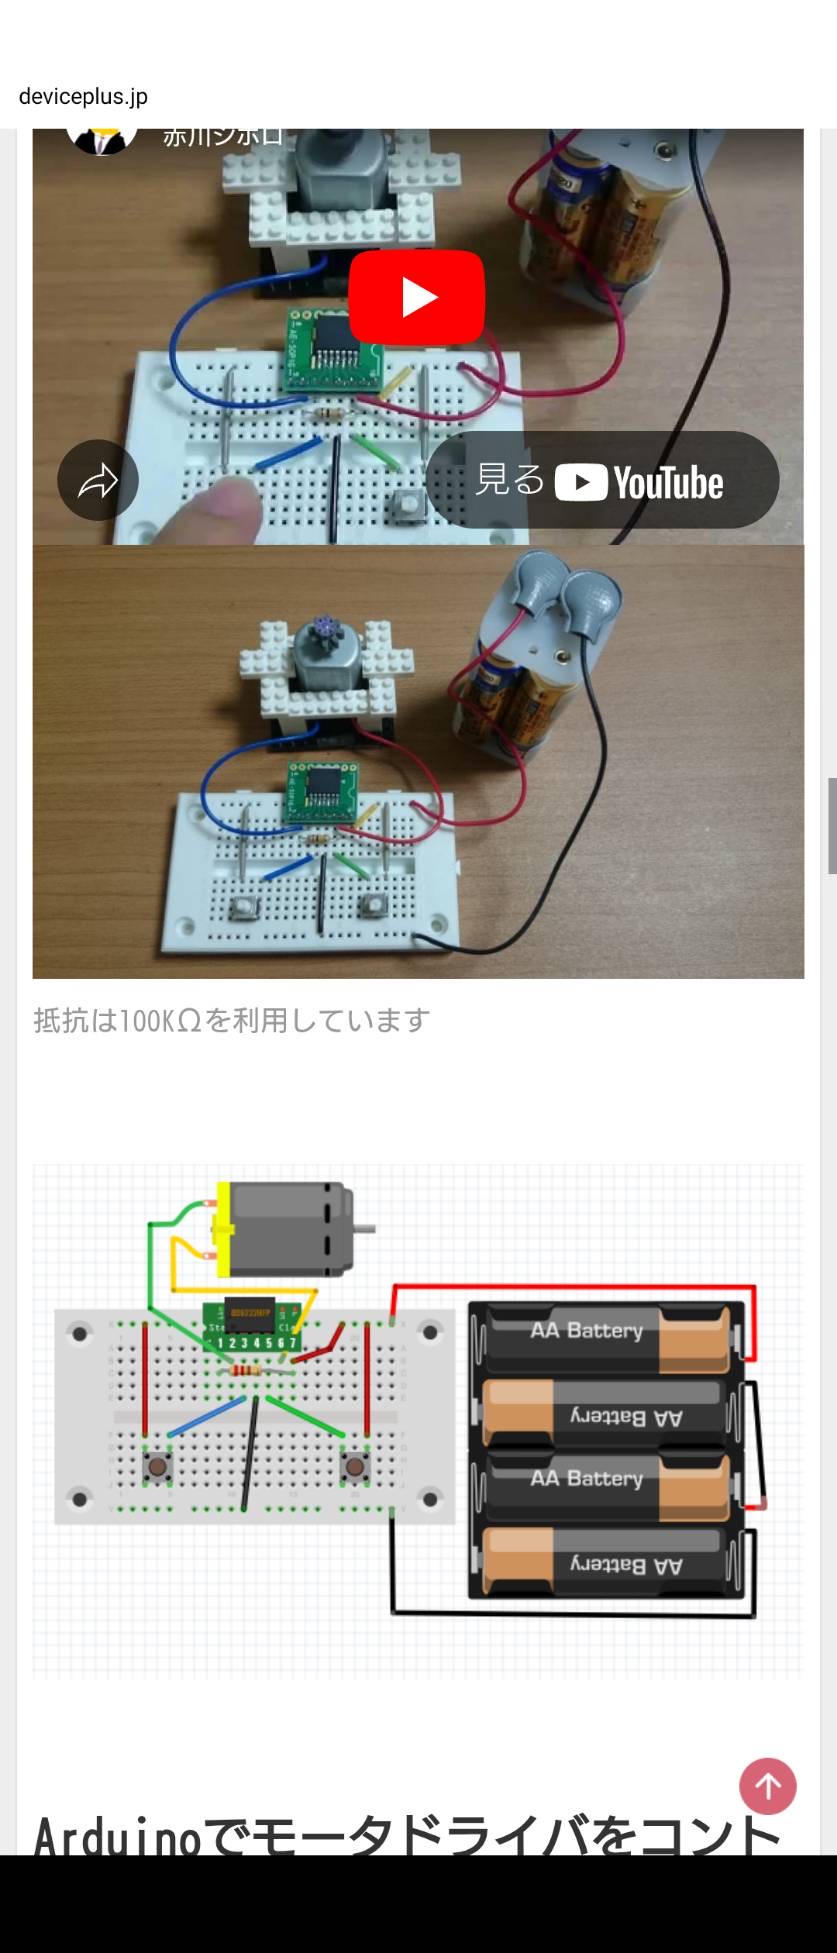 deviceplus.jp
赤川シホロ
見る YouTube
抵抗は100KΩを利用しています
AA Battery
AA Battery
1 2 3 4 5 6 7
AA Battery
AA Battery
Arduinoでモータドライバをコント